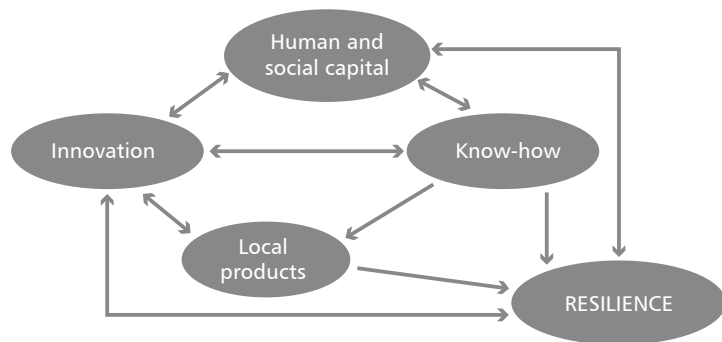 Human and
social capital
Innovation
Know-how
Local
products
RESILIENCE